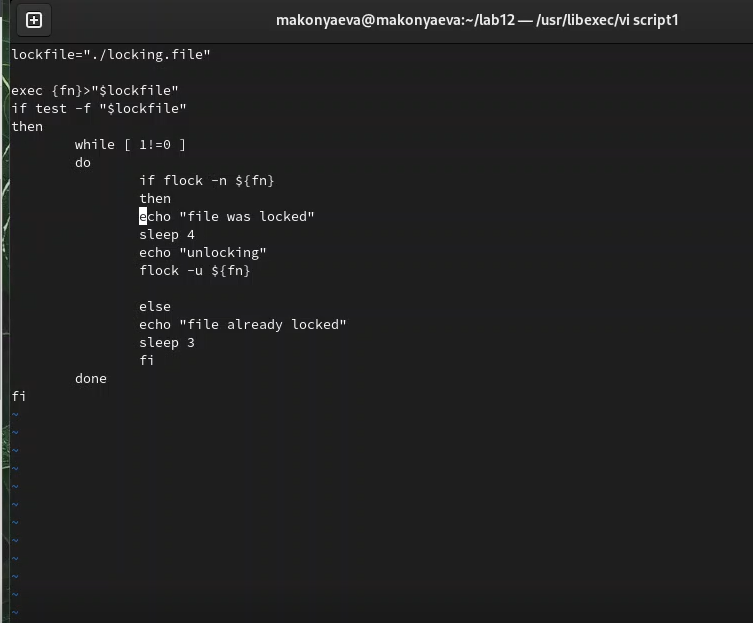 makonyaeva@makonyaeva:~/lab12 — /usr/libexec/vi script1
lockfile="./locking.file"

exec {fn}>"$lockfile"
if test -f "$lockfile"
then
        while [ 1!=0 ]
        do
                if flock -n ${fn}
                then
                echo "file was locked"
                sleep 4
                echo "unlocking"
                flock -u ${fn}

                else
                echo "file already locked"
                sleep 3
                fi
        done
fi
~
~
~
~
~
~
~
~
~
~
~
~